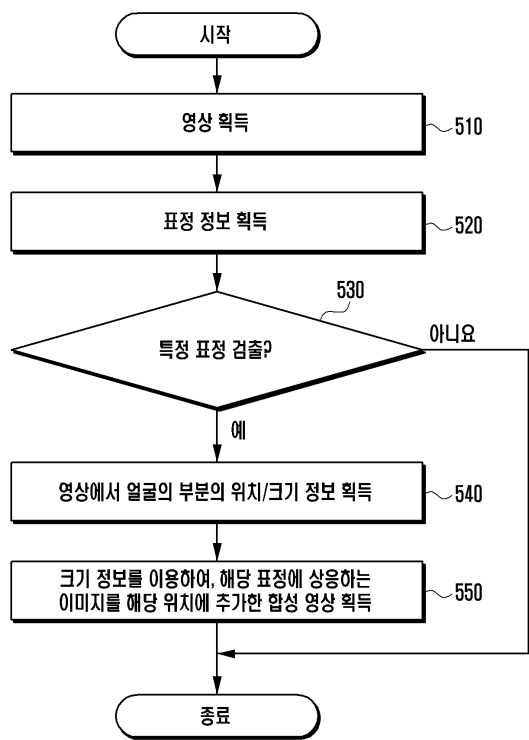 시작
영상 획득
510
표정 정보 획득
520
530
특정 표정 검출?
아니요
예
영상에서 얼굴의 부분의 위치/크기 정보 획득
540
크기 정보를 이용하여, 해당 표정에 상응하는
이미지를 해당 위치에 추가한 합성 영상 획득
550
종료